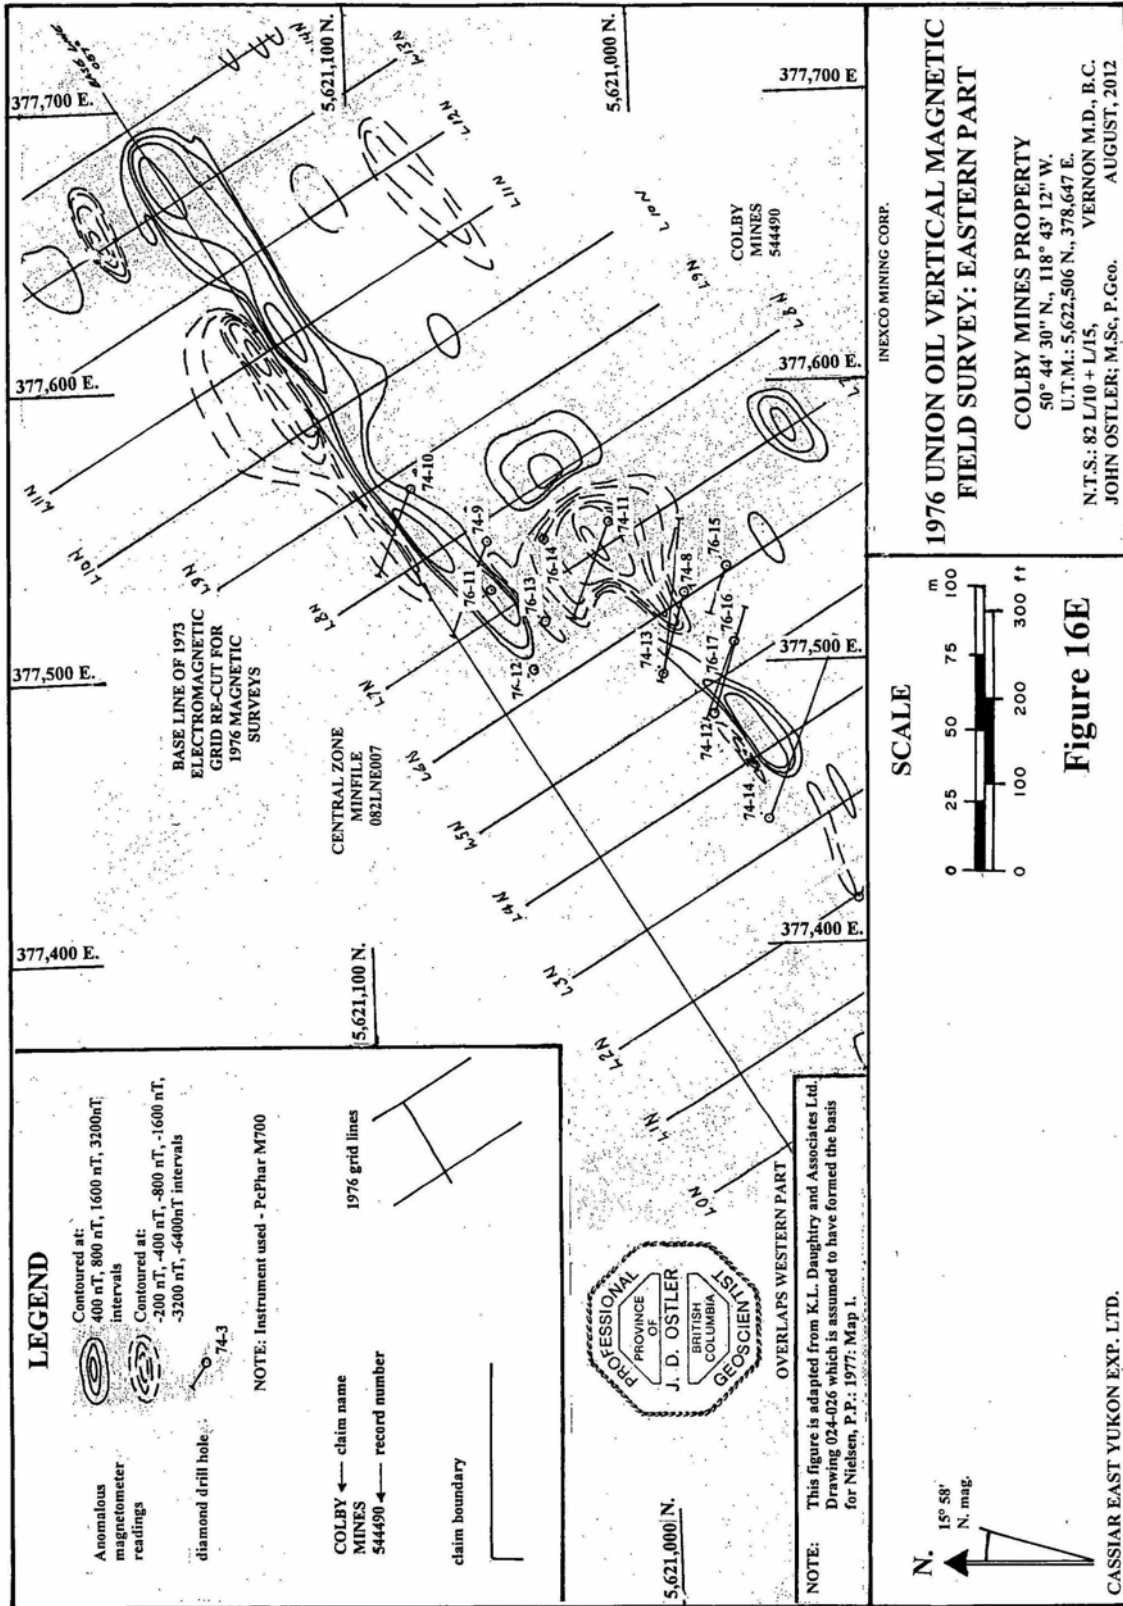 LEGEND
Anomalous
magnetometer
readings
Contoured at:
400 nT, 800 nT, 1600 nT, 3200nT
intervals
Contoured at:
-200 nT, -400 nT, -800 nT, -1600 nT,
-3200 nT, -6400nT intervals
diamond drill hole
74-3
NOTE: Instrument used - PcPhar M700
COLBY
MINES
544490
claim name
record number
1976 grid lines
claim boundary
377,400 E.
377,500 E.
377,600 E.
377,700 E.
5,621,100 N.
5,621,100 N.
5,621,000 N.
5,621,000 N.
377,400 E.
377,500 E.
377,600 E.
377,700 E.
BASE LINE OF 1973
ELECTROMAGNETIC
GRID RE-CUT FOR
1976 MAGNETIC
SURVEYS
CENTRAL ZONE
MINFILE
082LNE007
COLBY
MINES
544490
BASE LINE
057°
L0N
L1N
L2N
L3N
L4N
L5N
L6N
L7N
L8N
L9N
L10N
L11N
L8N
L9N
L10N
L11N
L12N
L13N
14N
74-10
74-9
76-11
76-12
76-13
76-14
74-11
74-8
74-13
76-15
76-16
76-17
74-12
74-14
PROFESSIONAL
PROVINCE
OF
J. D. OSTLER
BRITISH
COLUMBIA
GEOSCIENTIST
OVERLAPS WESTERN PART
NOTE: This figure is adapted from K.L. Daughtry and Associates Ltd.
Drawing 024-026 which is assumed to have formed the basis
for Nielsen, P.P.: 1977: Map 1.
N.
15° 58'
N. mag.
CASSIAR EAST YUKON EXP. LTD.
SCALE
0 25 50 75 100 m
0 100 200 300 ft
Figure 16E
INEXCO MINING CORP.
1976 UNION OIL VERTICAL MAGNETIC
FIELD SURVEY: EASTERN PART
COLBY MINES PROPERTY
50° 44' 30" N., 118° 43' 12" W.
U.T.M.: 5,622,506 N., 378,647 E.
N.T.S.: 82 L/10 + L/15, VERNON M.D., B.C.
JOHN OSTLER; M.Sc, P.Geo. AUGUST, 2012